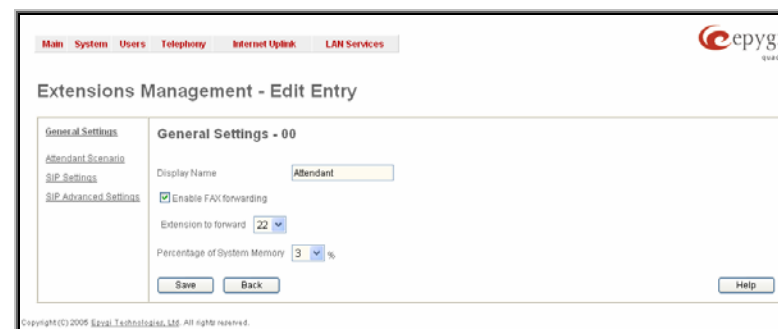 Main System Users Telephony Internet Uplink LAN Services
epyg
quad
Extensions Management - Edit Entry
General Settings
Attendant Scenario
SIP Settings
SIP Advanced Settings
General Settings - 00
Display Name Attendant
Enable FAX forwarding
Extension to forward 22
Percentage of System Memory 3 %
Save Back Help
Copyright (C) 2005 Epygi Technologies, Ltd. All rights reserved.